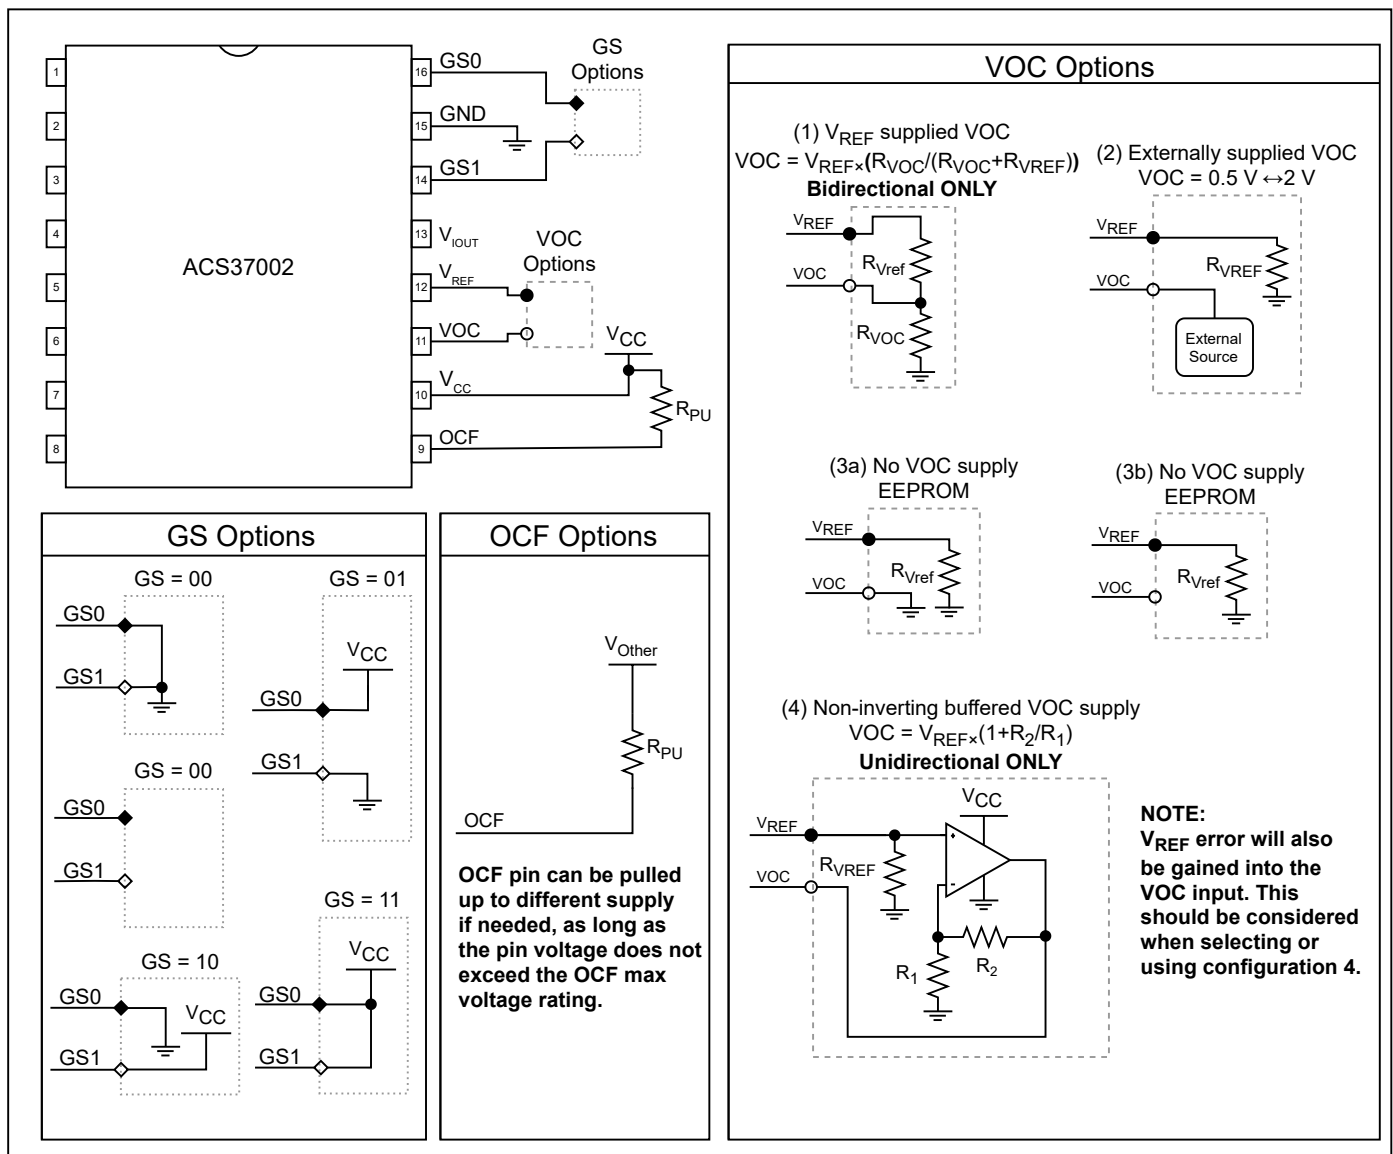 1
2
3
4
5
6
7
8
ACS37002
16
15
14
13
12
11
10
9
GS0
GND
GS1
VIOUT
VREF
VOC
VCC
OCF
GS
Options
VOC
Options
VCC
RPU
GS Options
GS = 00
GS0
GS1
GS = 01
VCC
GS0
GS1
GS = 00
GS0
GS1
GS = 11
VCC
GS0
GS1
GS = 10
GS0
VCC
GS1
OCF Options
VOther
RPU
OCF
OCF pin can be pulled
up to different supply
if needed, as long as
the pin voltage does not
exceed the OCF max
voltage rating.
VOC Options
(1) VREF supplied VOC
VOC = VREF×(RVOC/(RVOC+RVREF))
Bidirectional ONLY
VREF
RVref
VOC
RVOC
(2) Externally supplied VOC
VOC = 0.5 V ↔2 V
VREF
RVREF
VOC
External
Source
(3a) No VOC supply
EEPROM
VREF
RVref
VOC
(3b) No VOC supply
EEPROM
VREF
RVref
VOC
(4) Non-inverting buffered VOC supply
VOC = VREF×(1+R2/R1)
Unidirectional ONLY
VCC
VREF
+
RVREF
-
VOC
R1
R2
NOTE:
VREF error will also
be gained into the
VOC input. This
should be considered
when selecting or
using configuration 4.